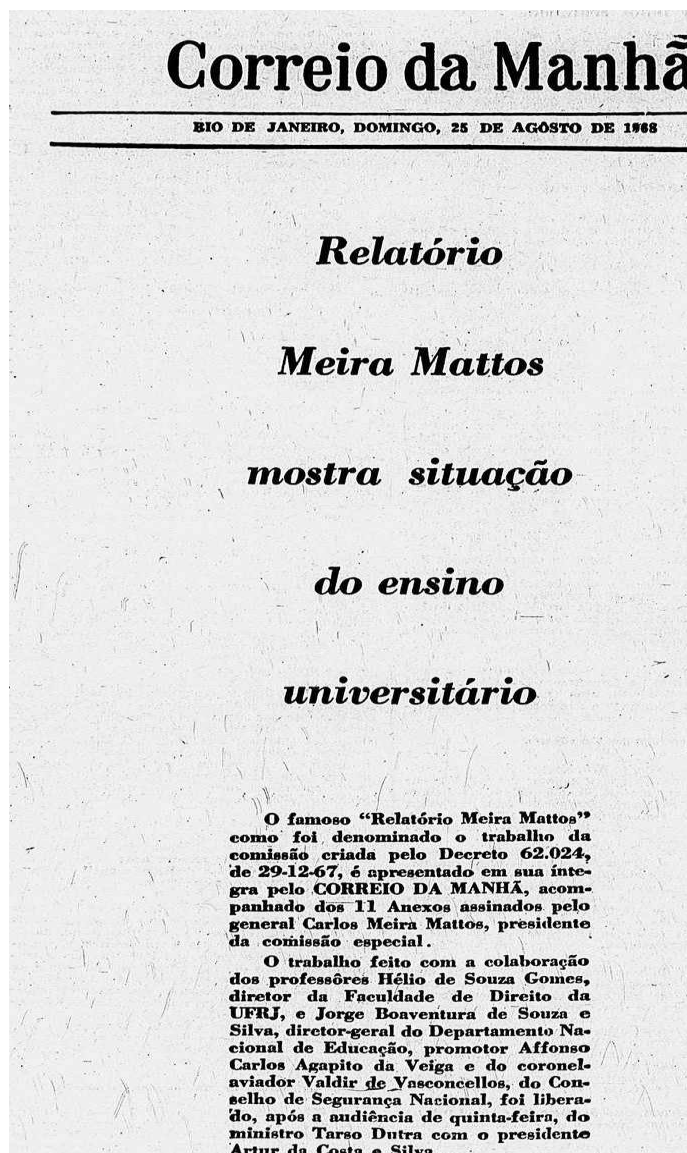 Correio da Manhã
RIO DE JANEIRO, DOMINGO, 25 DE AGÔSTO DE 1968
Relatório
Meira Mattos
mostra situação
do ensino
universitário
O famoso “Relatório Meira Mattos”
como foi denominado o trabalho da
comissão criada pelo Decreto 62.024,
de 29-12-67, é apresentado em sua ínte-
gra pelo CORREIO DA MANHÃ, acom-
panhado dos 11 Anexos assinados pelo
general Carlos Meira Mattos, presidente
da comissão especial.
O trabalho feito com a colaboração
dos professôres Hélio de Souza Gomes,
diretor da Faculdade de Direito da
UFRJ, e Jorge Boaventura de Souza e
Silva, diretor-geral do Departamento Na-
cional de Educação, promotor Affonso
Carlos Agapito da Veiga e do coronel-
aviador Valdir de Vasconcellos, do Con-
selho de Segurança Nacional, foi libera-
do, após a audiência de quinta-feira, do
ministro Tarso Dutra com o presidente
Artur da Costa e Silva.